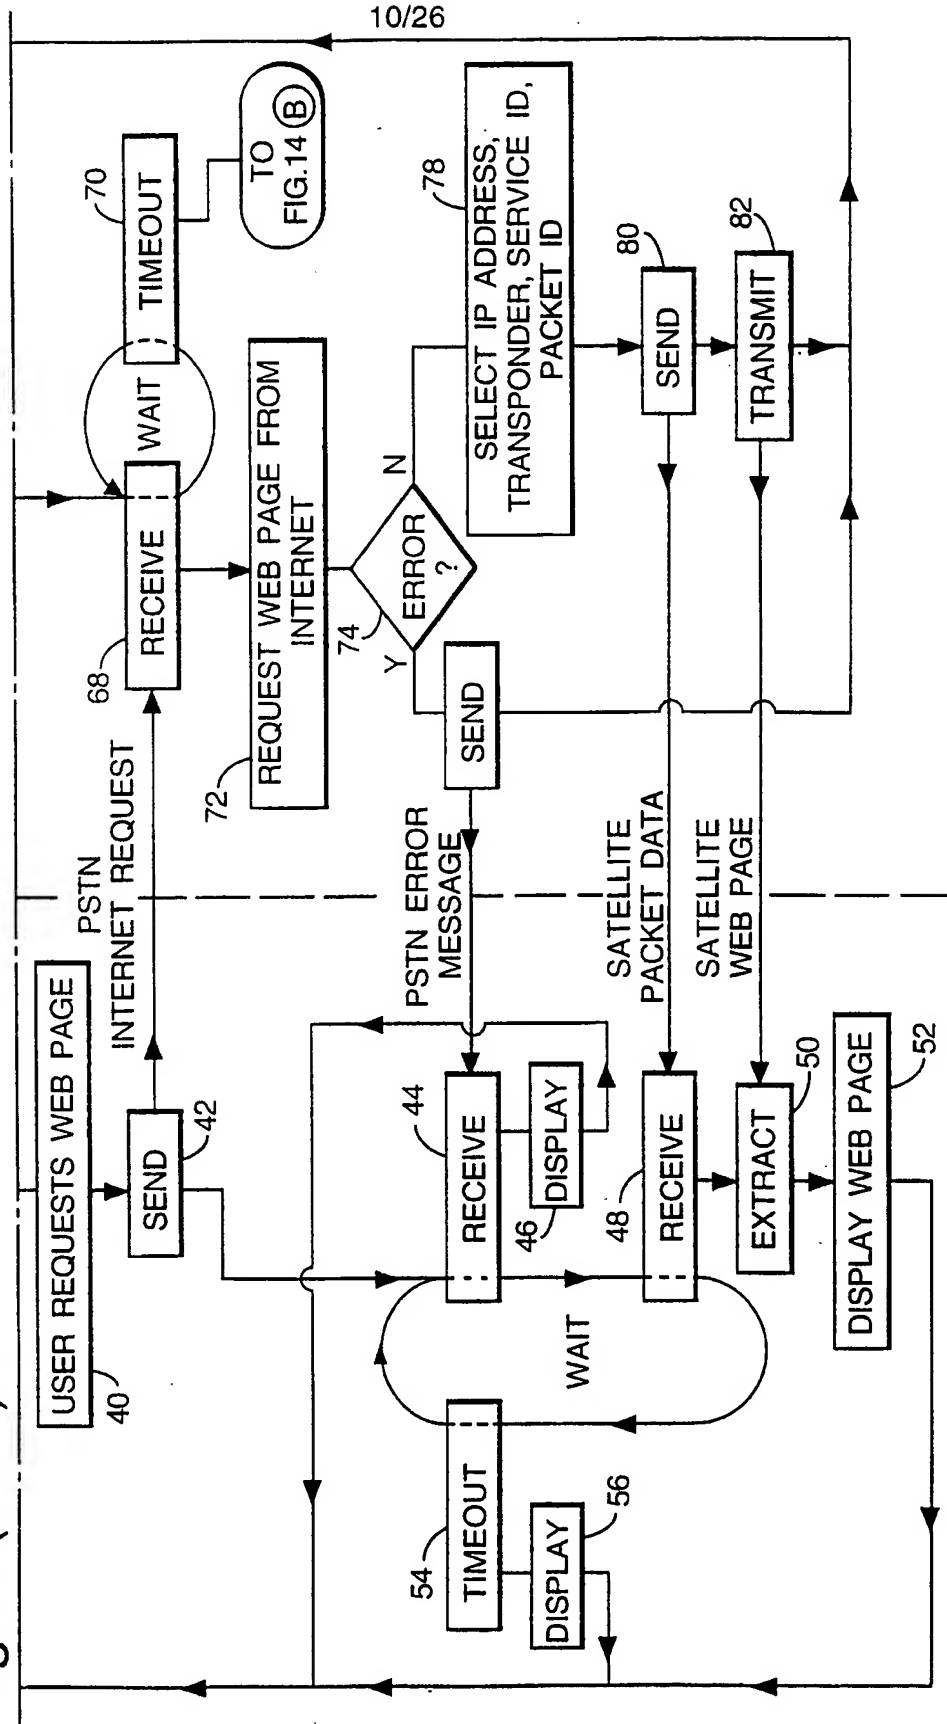 10/26
USER REQUESTS WEB PAGE
40
SEND
42
PSTN
INTERNET REQUEST
68
RECEIVE
WAIT
TIMEOUT
70
TO
FIG.14 B
72
REQUEST WEB PAGE FROM
INTERNET
74
ERROR
?
Y
N
SEND
PSTN ERROR
MESSAGE
78
SELECT IP ADDRESS,
TRANSPONDER, SERVICE ID,
PACKET ID
80
SEND
82
TRANSMIT
SATELLITE
PACKET DATA
SATELLITE
WEB PAGE
44
RECEIVE
46
DISPLAY
48
RECEIVE
EXTRACT
50
DISPLAY WEB PAGE
52
WAIT
54
TIMEOUT
DISPLAY
56